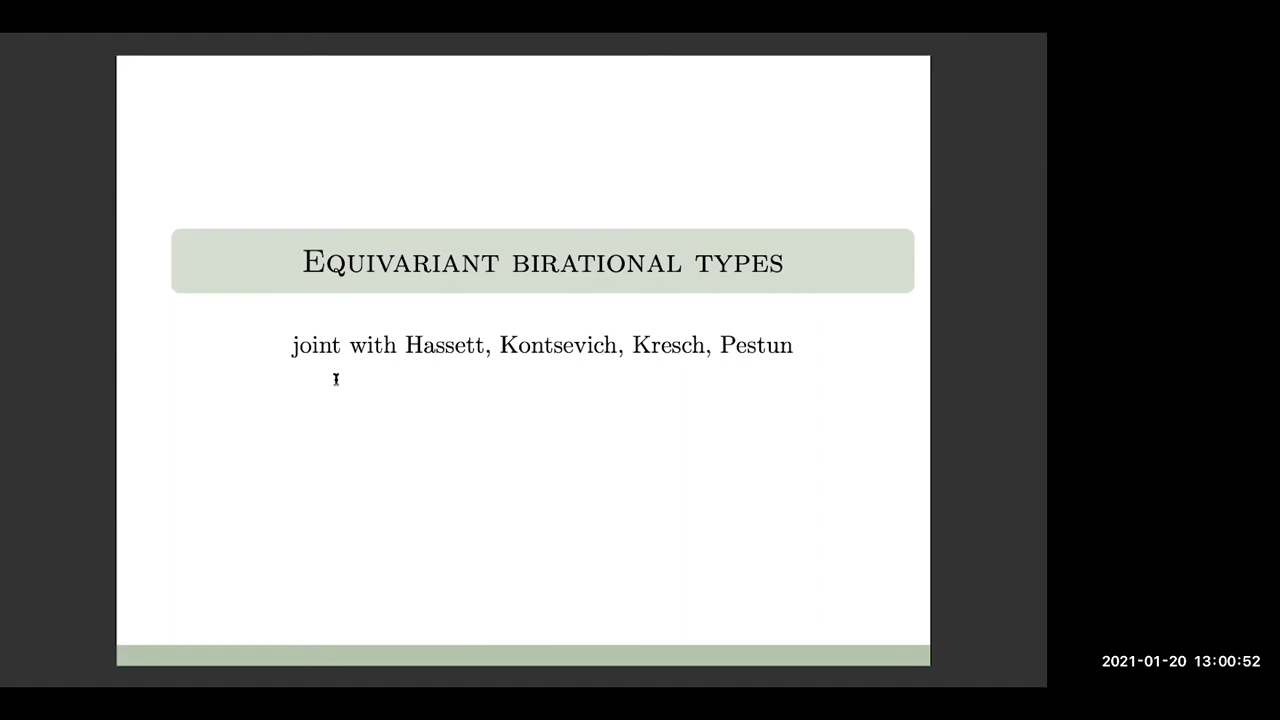 Equivariant birational types
joint with Hassett, Kontsevich, Kresch, Pestun
2021-01-20 13:00:52